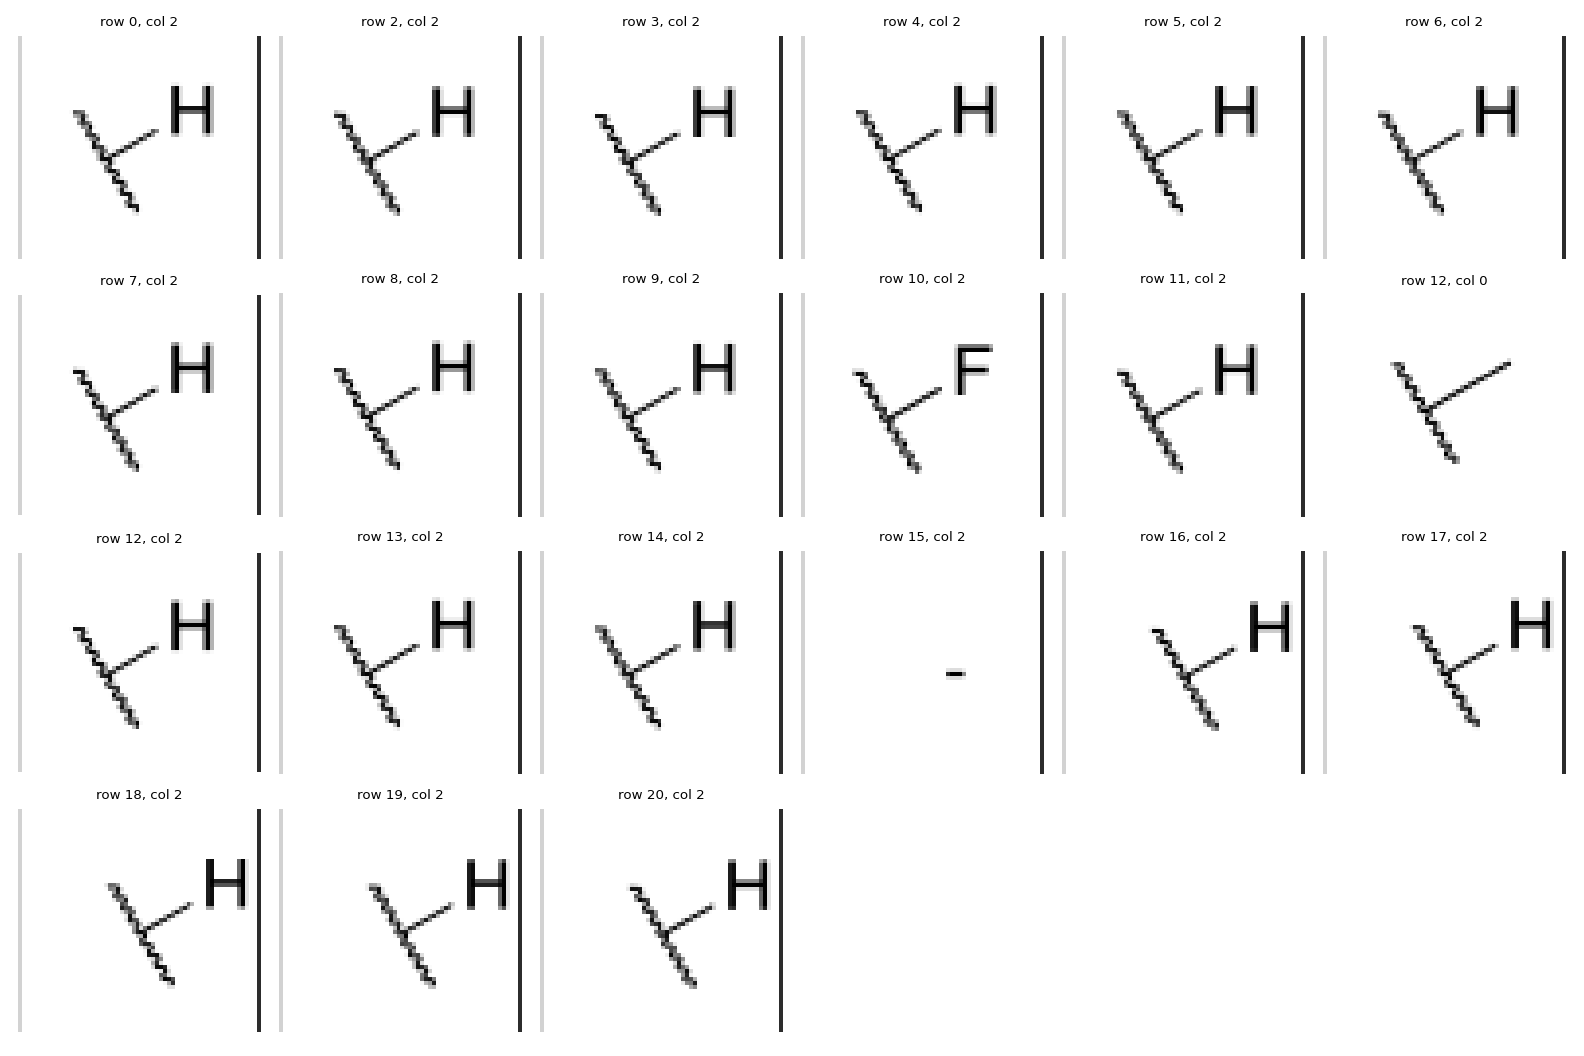 row 0, col 2 row 2, col 2 row 3, col 2 row 4, col 2 row 5, col 2 row 6, col 2
H H H H H H
row 7, col 2 row 8, col 2 row 9, col 2 row 10, col 2 row 11, col 2 row 12, col 0
H H H F H
row 12, col 2 row 13, col 2 row 14, col 2 row 15, col 2 row 16, col 2 row 17, col 2
H H H - H H
row 18, col 2 row 19, col 2 row 20, col 2
H H H